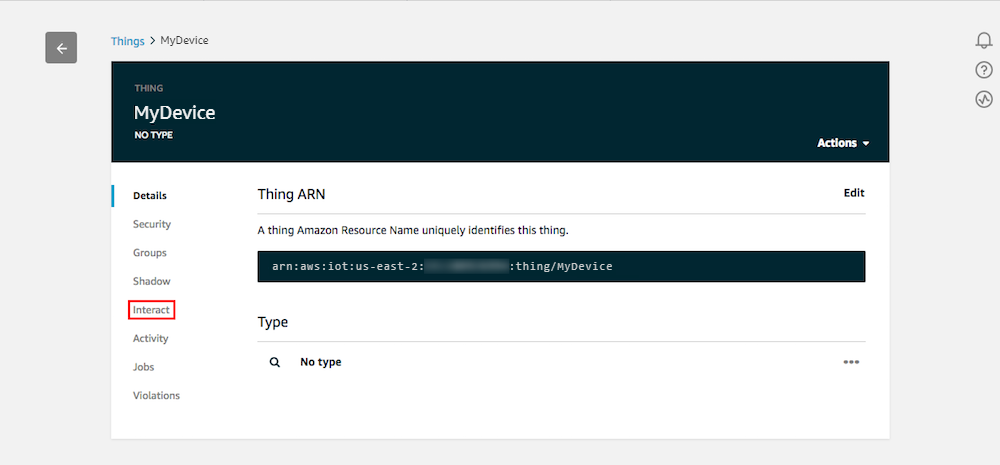 Things > MyDevice
THING
MyDevice
NO TYPE
Actions
Details
Security
Groups
Shadow
Interact
Activity
Jobs
Violations
Thing ARN
Edit
A thing Amazon Resource Name uniquely identifies this thing.
arn:aws:iot:us-east-2: :thing/MyDevice
Type
No type